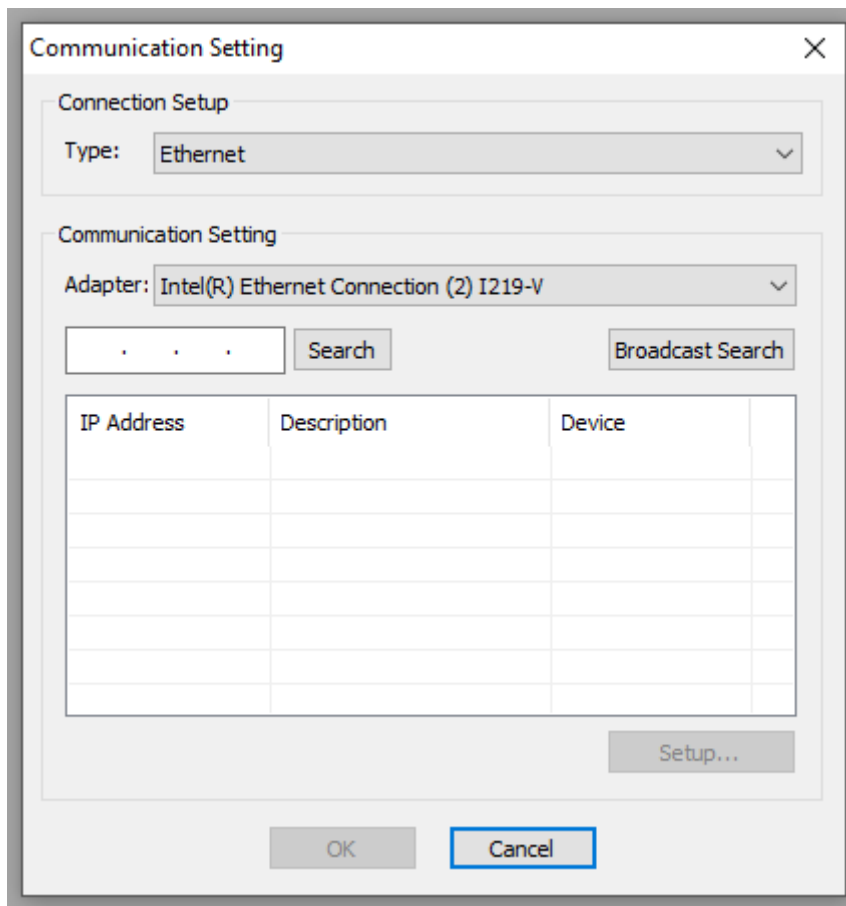 Communication Setting
Connection Setup
Type: Ethernet
Communication Setting
Adapter: Intel(R) Ethernet Connection (2) I219-V
. . . Search Broadcast Search
IP Address Description Device
Setup...
OK Cancel